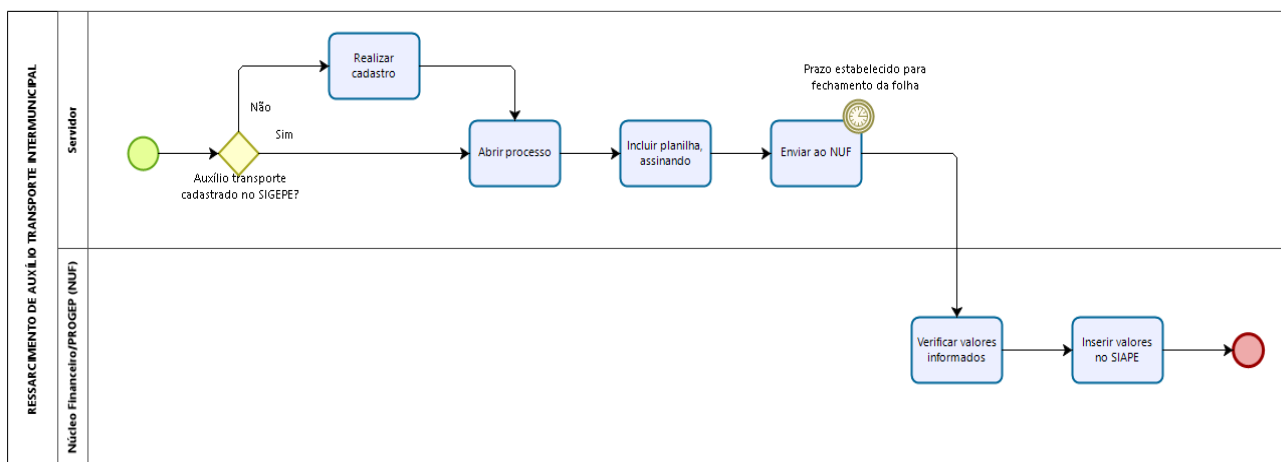 RESSARCIMENTO DE AUXÍLIO TRANSPORTE INTERMUNICIPAL
Servidor
Realizar
cadastro
Não
Sim
Auxílio transporte
cadastrado no SIGEPE?
Abrir processo
Incluir planilha,
assinando
Prazo estabelecido para
fechamento da folha
Enviar ao NUF
Núcleo Financeiro/PROGEP (NUF)
Verificar valores
informados
Inserir valores
no SIAPE